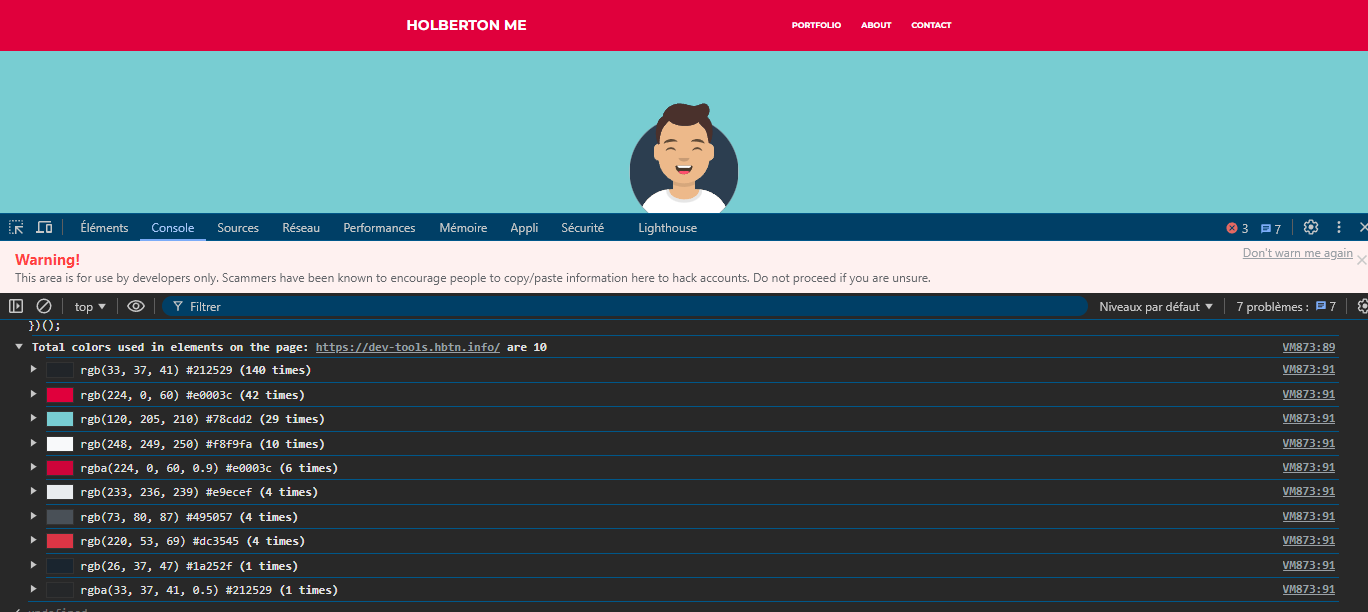 HOLBERTON ME PORTFOLIO ABOUT CONTACT
Éléments Console Sources Réseau Performances Mémoire Appli Sécurité Lighthouse 3 7
Warning! Don't warn me again
This area is for use by developers only. Scammers have been known to encourage people to copy/paste information here to hack accounts. Do not proceed if you are unsure.
top Filtrer Niveaux par défaut 7 problèmes : 7
})();
Total colors used in elements on the page: https://dev-tools.hbtn.info/ are 10 VM873:89
rgb(33, 37, 41) #212529 (140 times) VM873:91
rgb(224, 0, 60) #e0003c (42 times) VM873:91
rgb(120, 205, 210) #78cdd2 (29 times) VM873:91
rgb(248, 249, 250) #f8f9fa (10 times) VM873:91
rgba(224, 0, 60, 0.9) #e0003c (6 times) VM873:91
rgb(233, 236, 239) #e9ecef (4 times) VM873:91
rgb(73, 80, 87) #495057 (4 times) VM873:91
rgb(220, 53, 69) #dc3545 (4 times) VM873:91
rgb(26, 37, 47) #1a252f (1 times) VM873:91
rgba(33, 37, 41, 0.5) #212529 (1 times) VM873:91
undefined